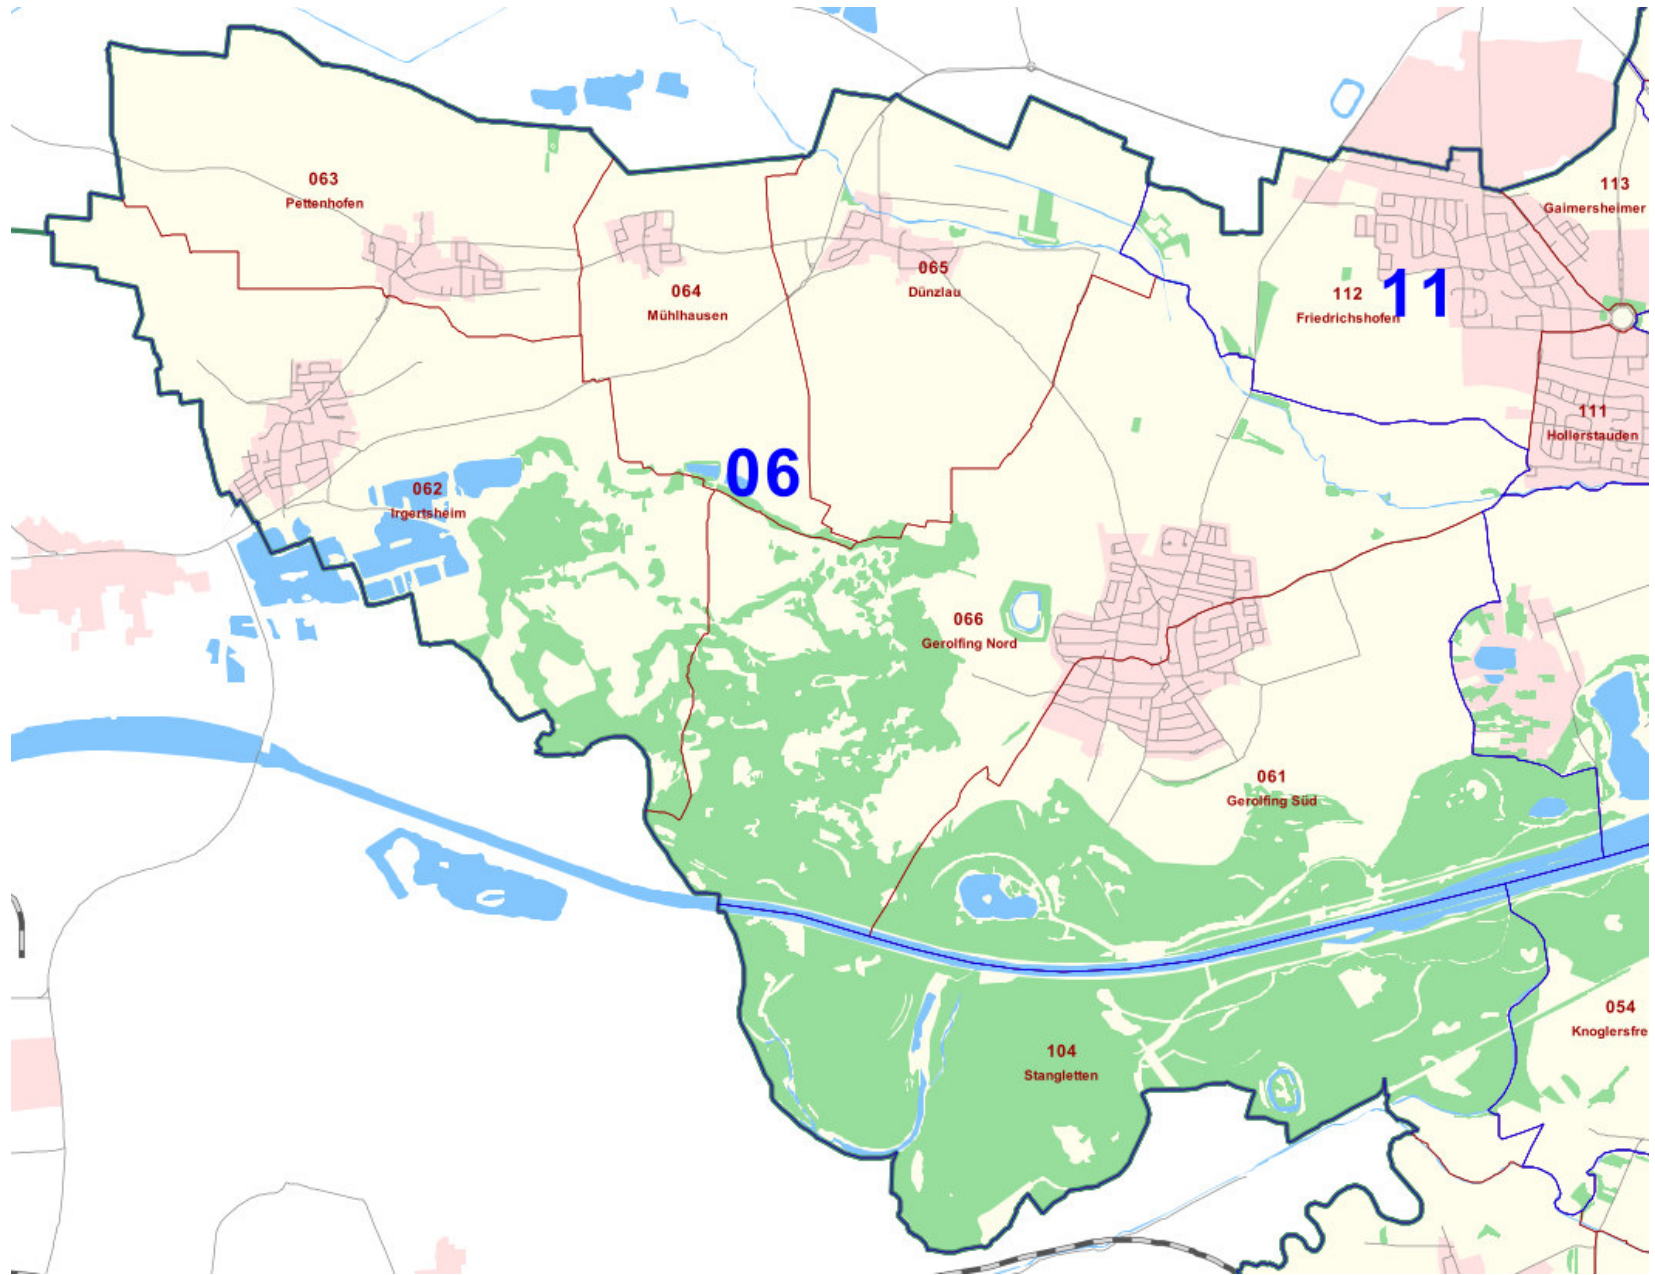 063
Pettenhofen
113
Gaimersheimer
065
Dünzlau
064
Mühlhausen
112
Friedrichshofen
11
111
Hollerstauden
06
062
Irgertsheim
066
Gerolfing Nord
061
Gerolfing Süd
054
Knoglersfre
104
Stangletten